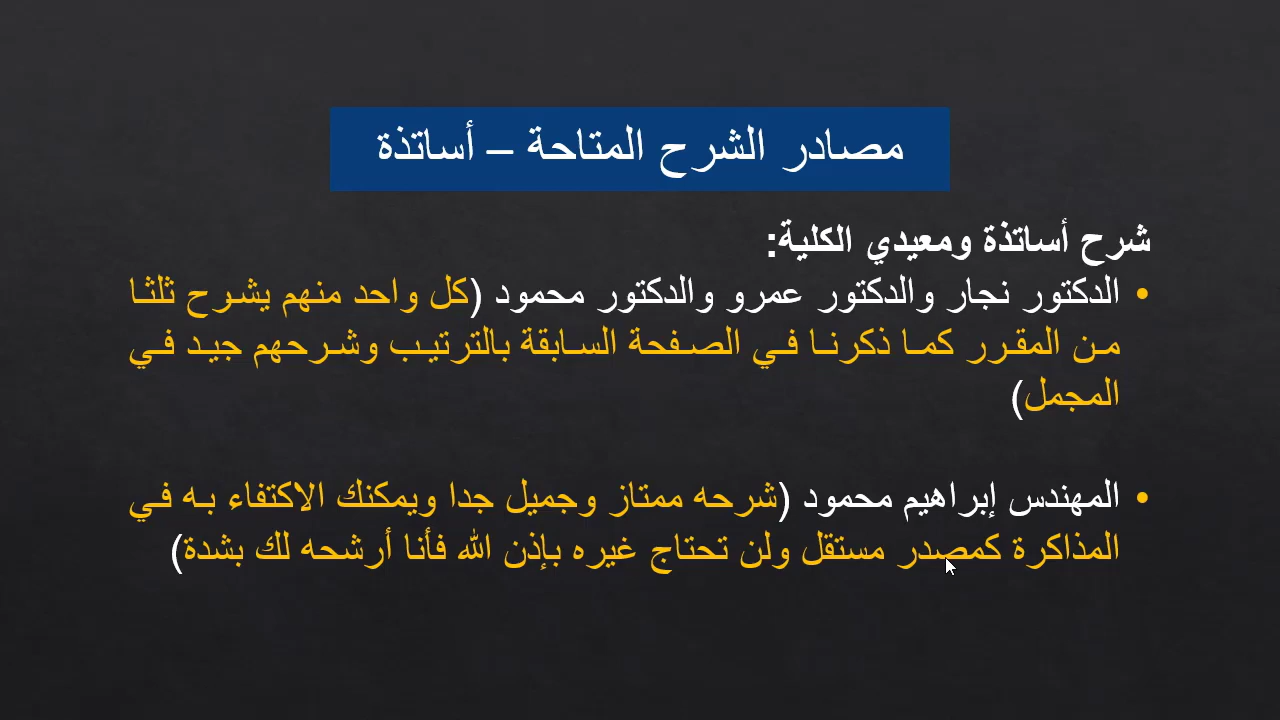 مصادر الشرح المتاحة – أساتذة
شرح أساتذة ومعيدي الكلية:
• الدكتور نجار والدكتور عمرو والدكتور محمود (كل واحد منهم يشرح ثلثا
من المقرر كما ذكرنا في الصفحة السابقة بالترتيب وشرحهم جيد في
المجمل)
• المهندس إبراهيم محمود (شرحه ممتاز وجميل جدا ويمكنك الاكتفاء به في
المذاكرة كمصدر مستقل ولن تحتاج غيره بإذن الله فأنا أرشحه لك بشدة)